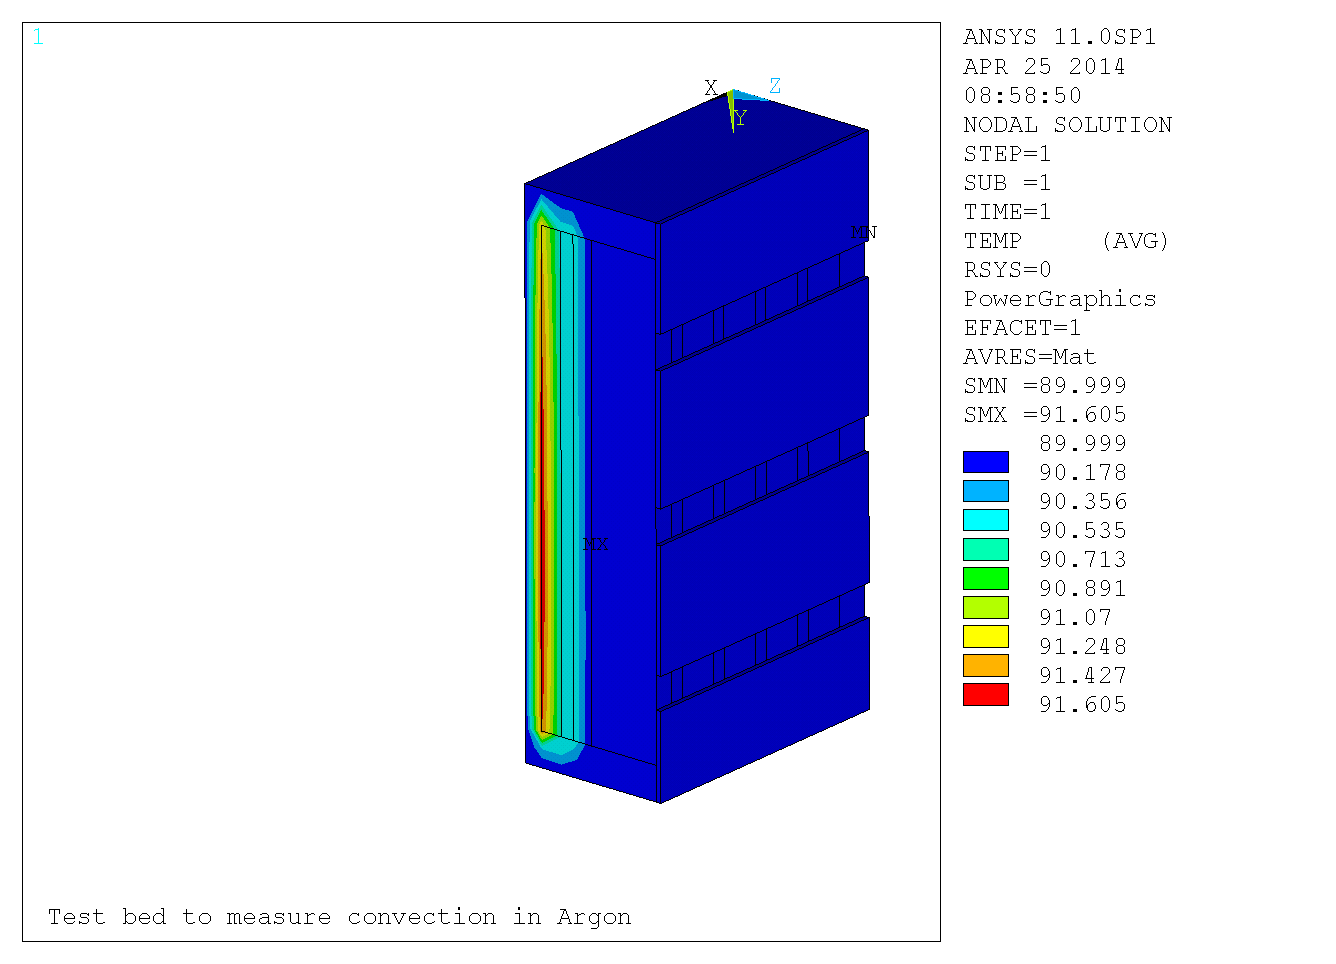 1
X
Z
Y
MN
MX
Test bed to measure convection in Argon
ANSYS 11.0SP1
APR 25 2014
08:58:50
NODAL SOLUTION
STEP=1
SUB =1
TIME=1
TEMP (AVG)
RSYS=0
PowerGraphics
EFACET=1
AVRES=Mat
SMN =89.999
SMX =91.605
89.999
90.178
90.356
90.535
90.713
90.891
91.07
91.248
91.427
91.605